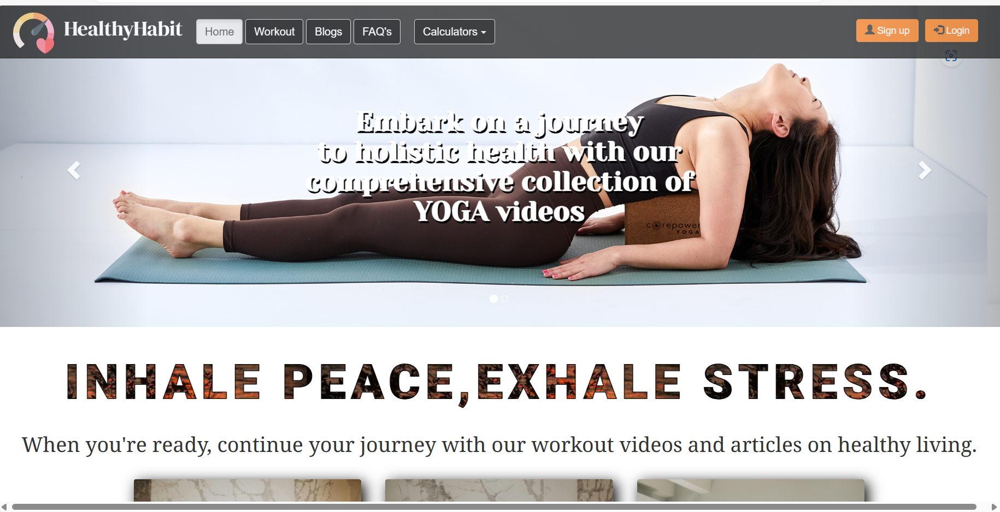 HealthyHabit
Home
Workout
Blogs
FAQ's
Calculators
Sign up
Login
Embark on a journey
to holistic health with our
comprehensive collection of
YOGA videos
corepower
YOGA
INHALE PEACE,EXHALE STRESS.
When you're ready, continue your journey with our workout videos and articles on healthy living.